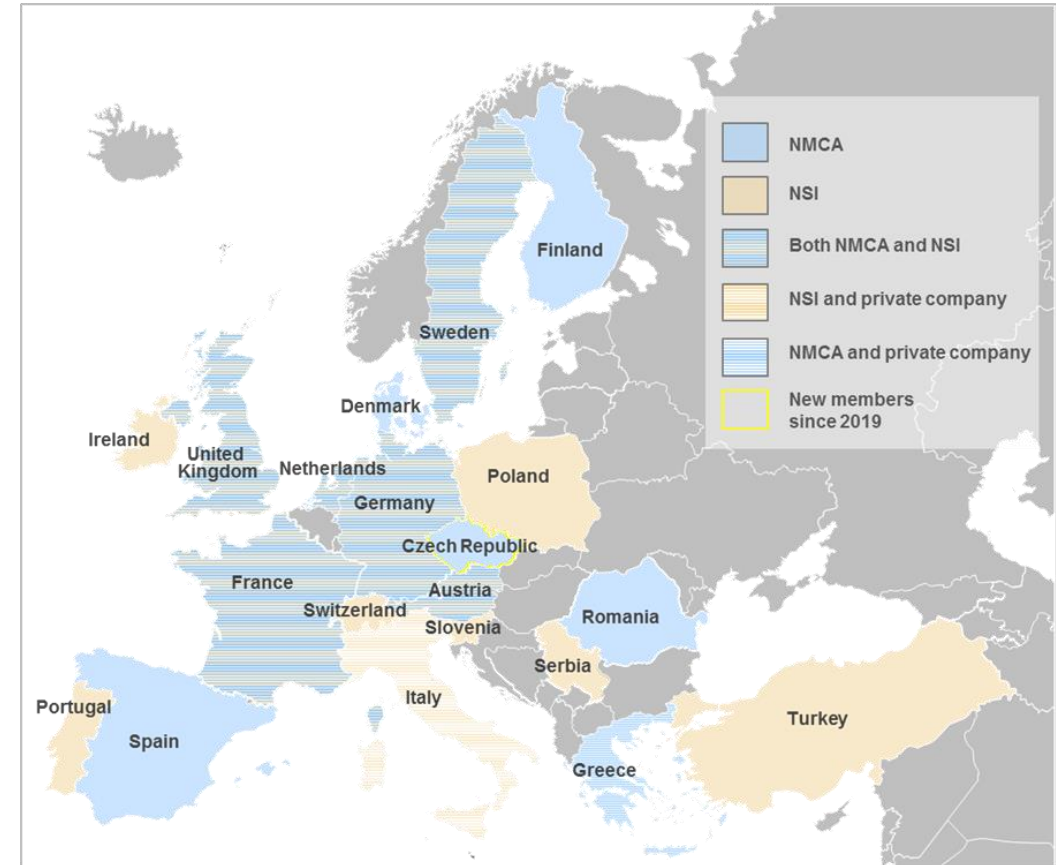 NMCA
NSI
Both NMCA and NSI
NSI and private company
NMCA and private company
New members
since 2019
Finland
Sweden
Denmark
Ireland
United
Kingdom
Netherlands
Germany
Poland
Czech Republic
France
Austria
Switzerland
Slovenia
Romania
Serbia
Italy
Portugal
Spain
Turkey
Greece